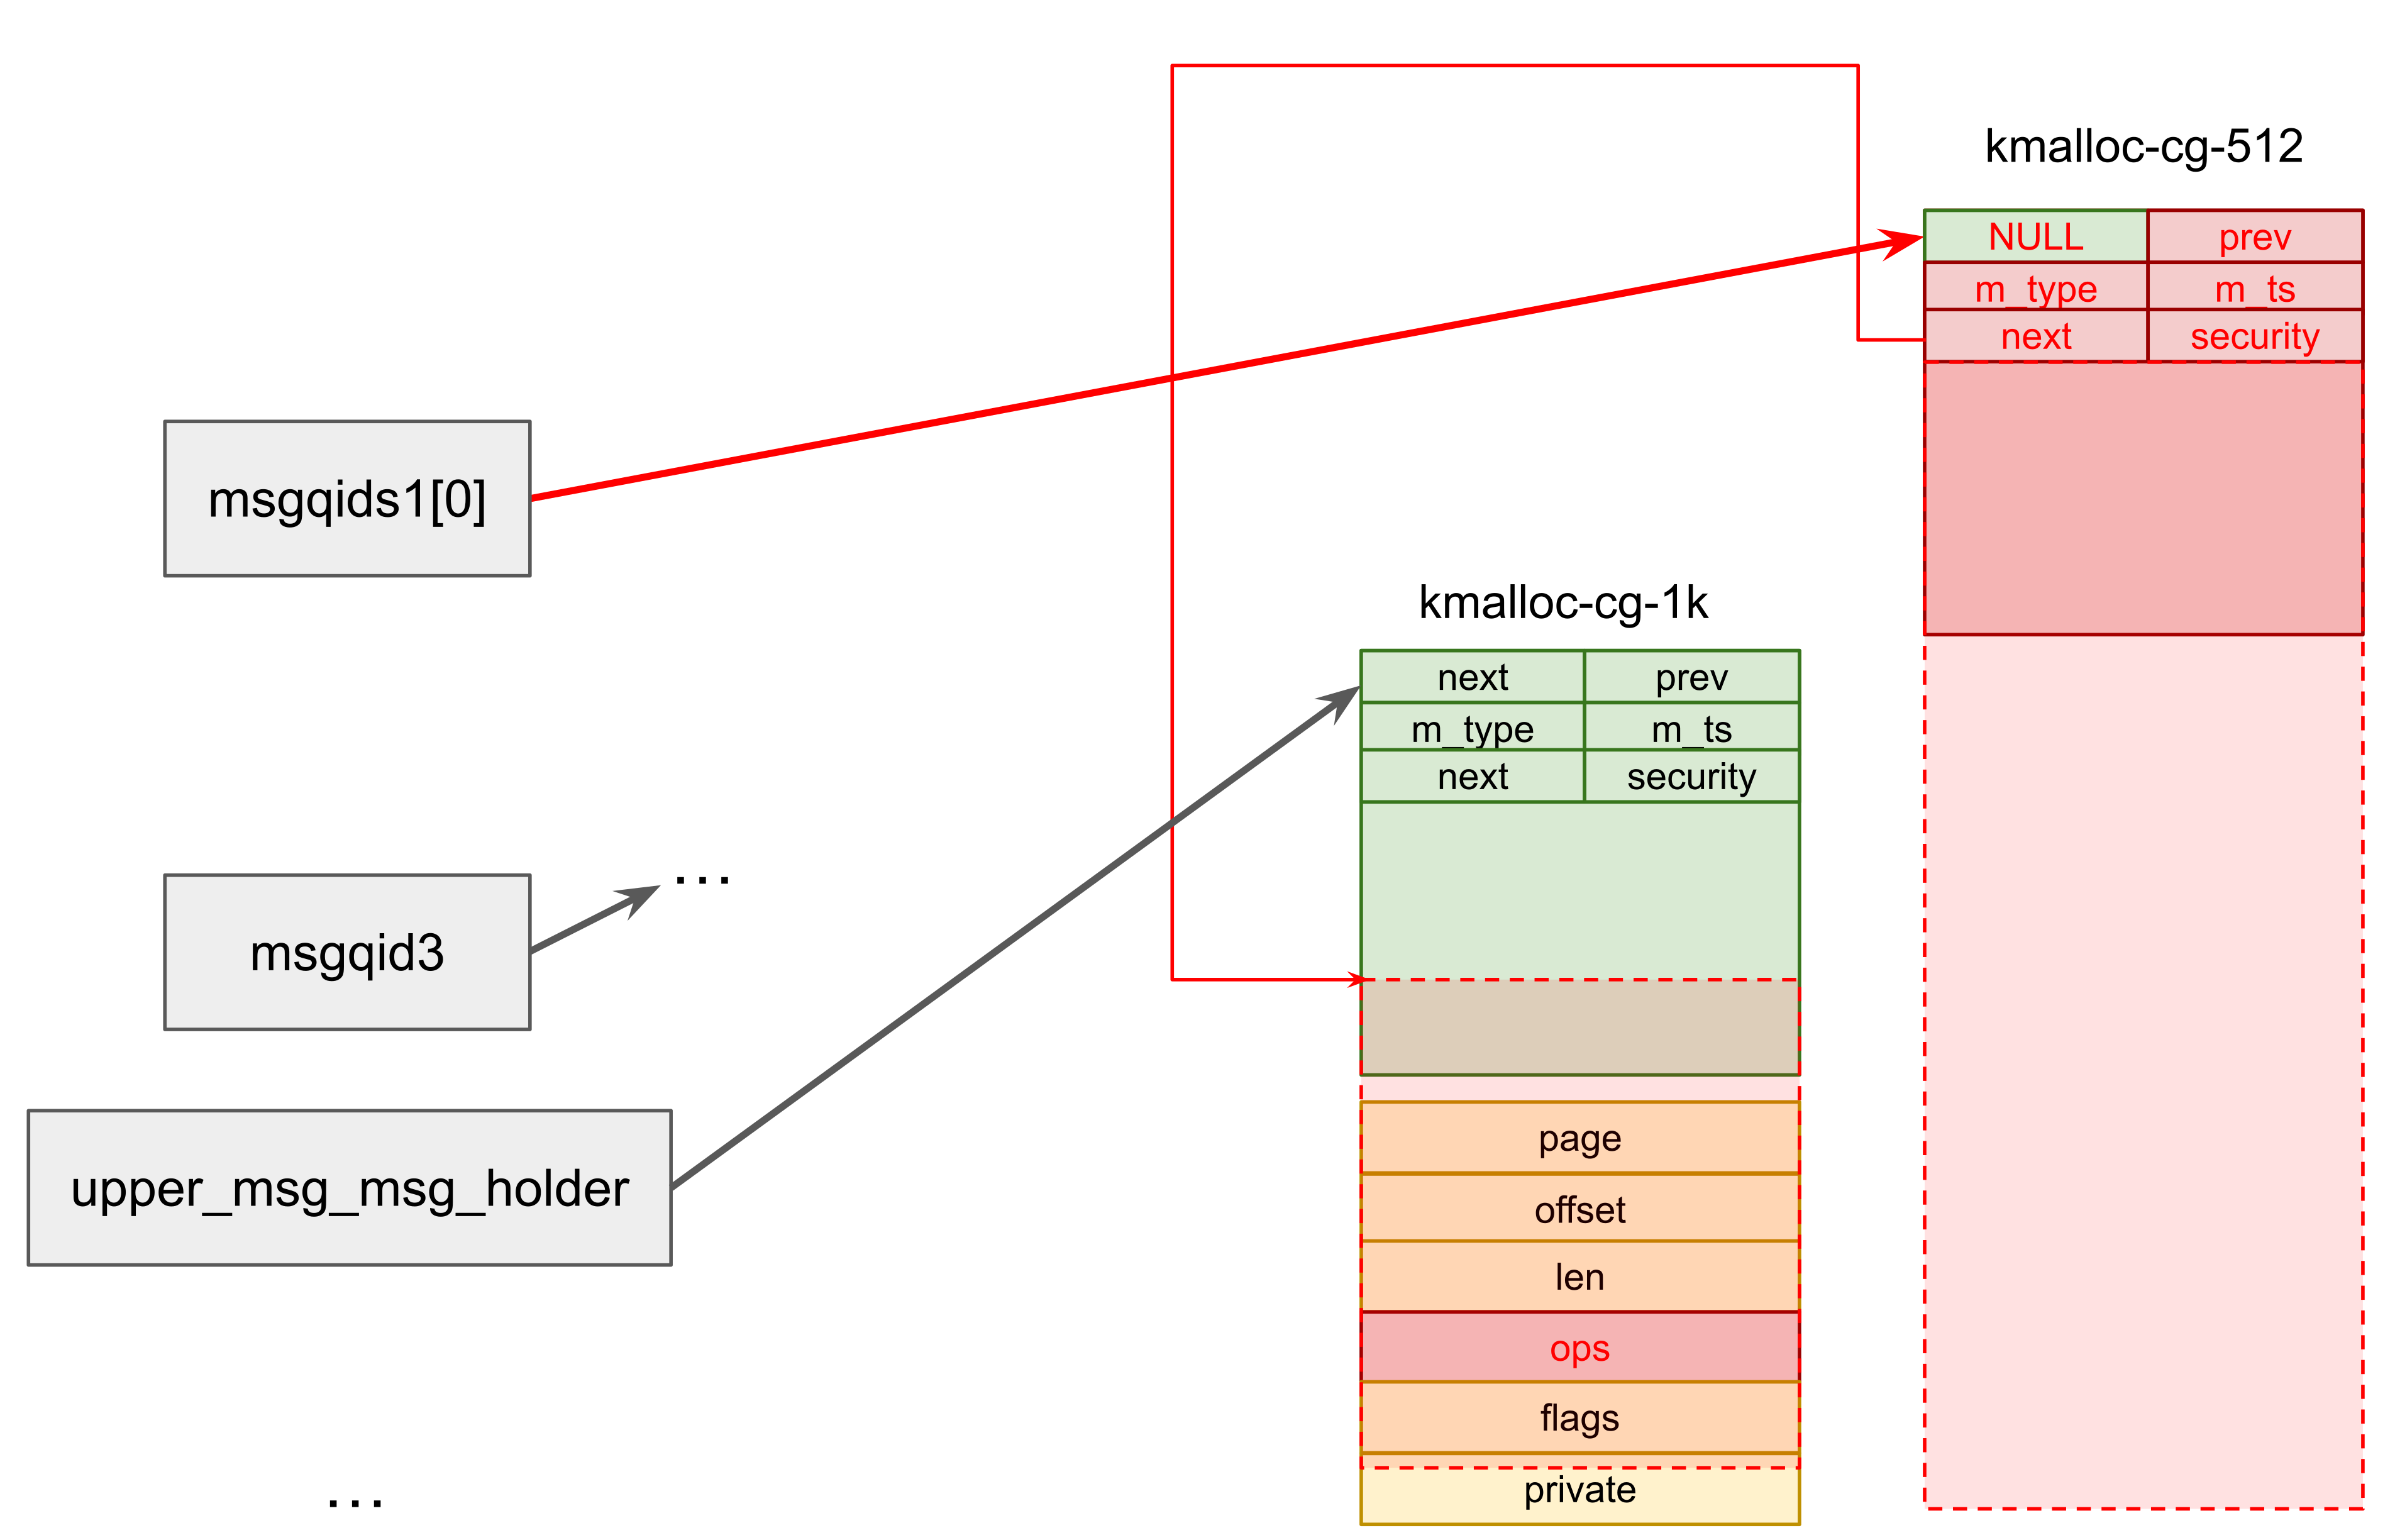 kmalloc-cg-512
NULL prev
m_type m_ts
next security
msgqids1[0]
kmalloc-cg-1k
next prev
m_type m_ts
next security
...
msgqid3
page
upper_msg_msg_holder
offset
len
ops
flags
private
...